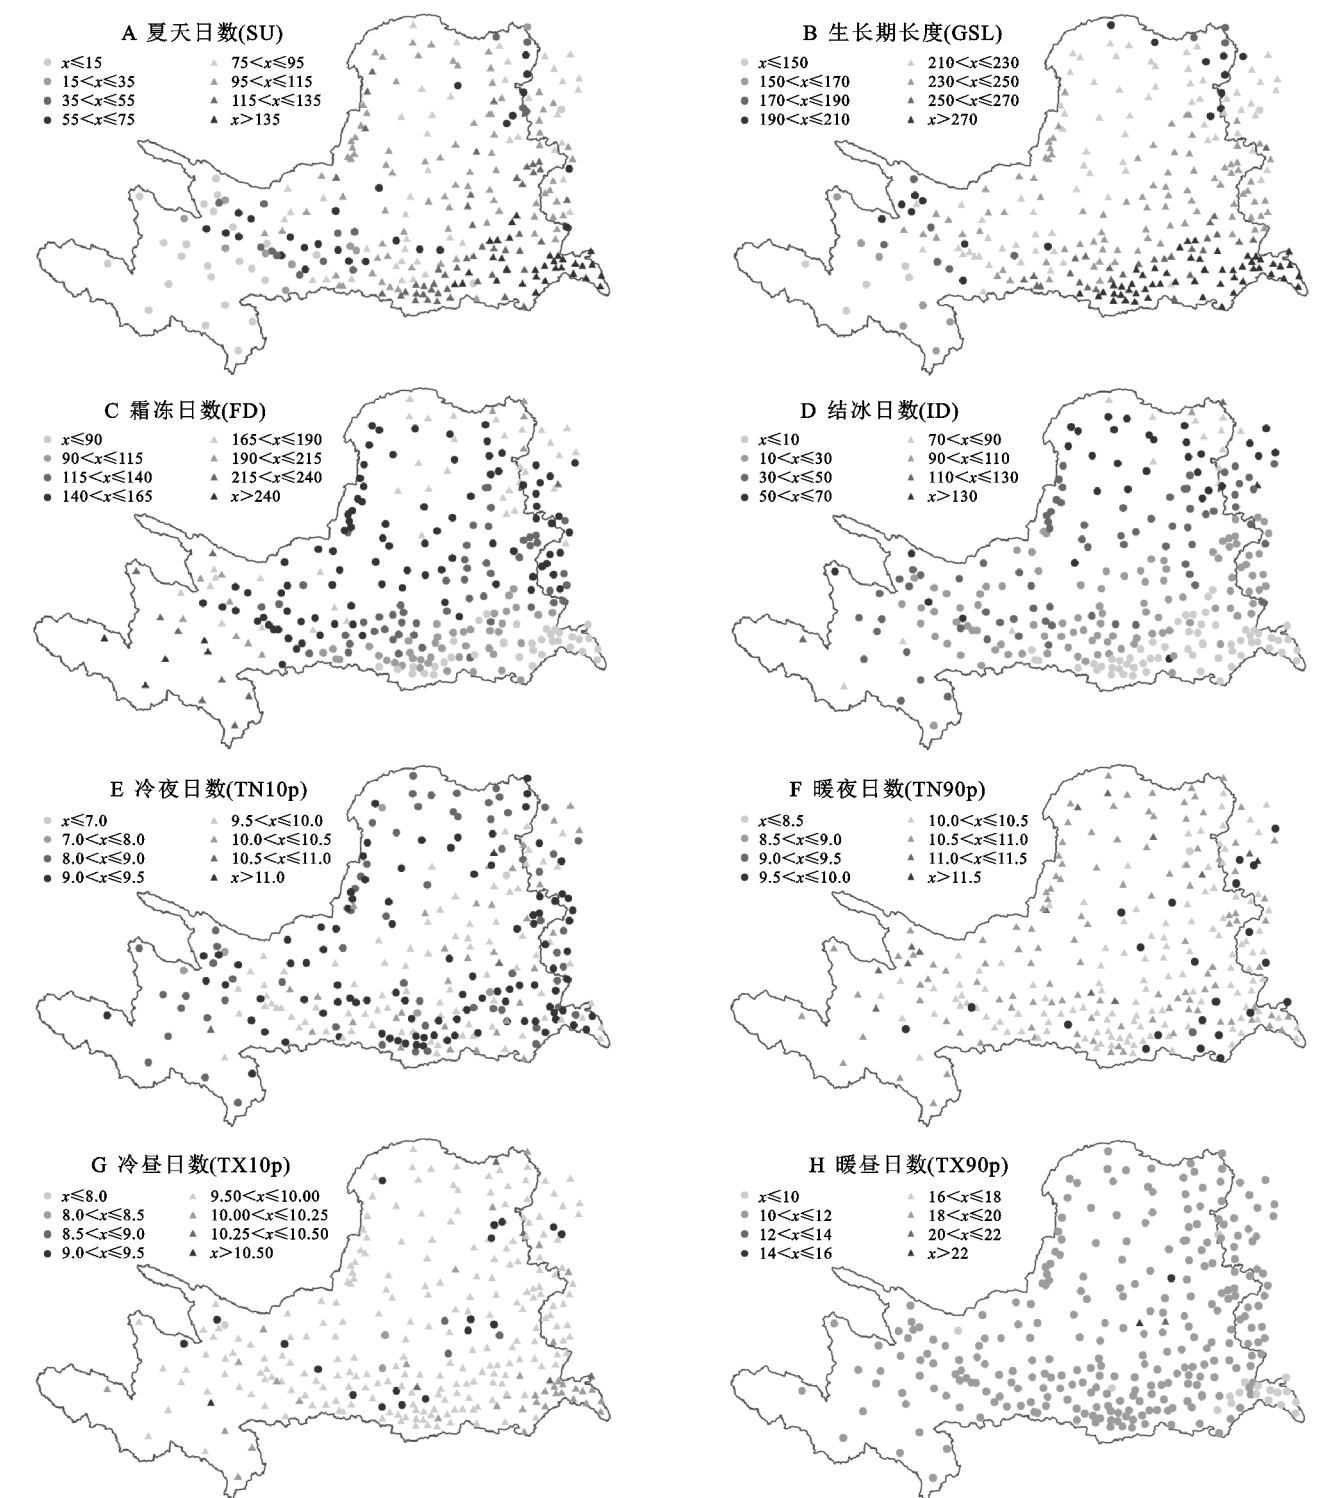 A 夏天日数(SU)
x≤15
15<x≤35
35<x≤55
55<x≤75
75<x≤95
95<x≤115
115<x≤135
x>135
B 生长期长度(GSL)
x≤150
150<x≤170
170<x≤190
190<x≤210
210<x≤230
230<x≤250
250<x≤270
x>270
C 霜冻日数(FD)
x≤90
90<x≤115
115<x≤140
140<x≤165
165<x≤190
190<x≤215
215<x≤240
x>240
D 结冰日数(ID)
x≤10
10<x≤30
30<x≤50
50<x≤70
70<x≤90
90<x≤110
110<x≤130
x>130
E 冷夜日数(TN10p)
x≤7.0
7.0<x≤8.0
8.0<x≤9.0
9.0<x≤9.5
9.5<x≤10.0
10.0<x≤10.5
10.5<x≤11.0
x>11.0
F 暖夜日数(TN90p)
x≤8.5
8.5<x≤9.0
9.0<x≤9.5
9.5<x≤10.0
10.0<x≤10.5
10.5<x≤11.0
11.0<x≤11.5
x>11.5
G 冷昼日数(TX10p)
x≤8.0
8.0<x≤8.5
8.5<x≤9.0
9.0<x≤9.5
9.50<x≤10.00
10.00<x≤10.25
10.25<x≤10.50
x>10.50
H 暖昼日数(TX90p)
x≤10
10<x≤12
12<x≤14
14<x≤16
16<x≤18
18<x≤20
20<x≤22
x>22